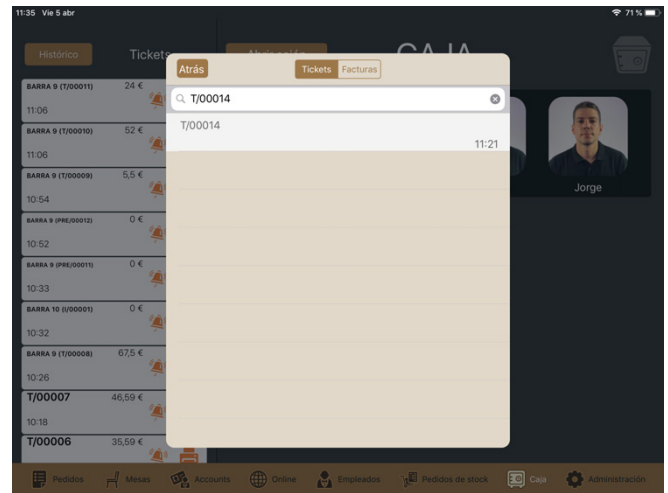 11:35 Vie 5 abr
71 %
Histórico
Tickets
CAJA
Atrás
Tickets
Facturas
T/00014
T/00014
11:21
BARRA 9 (T/00011)
24 €
11:06
BARRA 9 (T/00010)
52 €
11:06
BARRA 9 (T/00009)
5,5 €
10:54
BARRA 9 (PRE/00012)
0 €
10:52
BARRA 9 (PRE/00011)
0 €
10:33
BARRA 10 (I/00001)
0 €
10:32
BARRA 9 (T/00008)
67,5 €
10:26
T/00007
46,59 €
10:18
T/00006
35,59 €
Jorge
Pedidos
Mesas
Accounts
Online
Empleados
Pedidos de stock
Caja
Administración